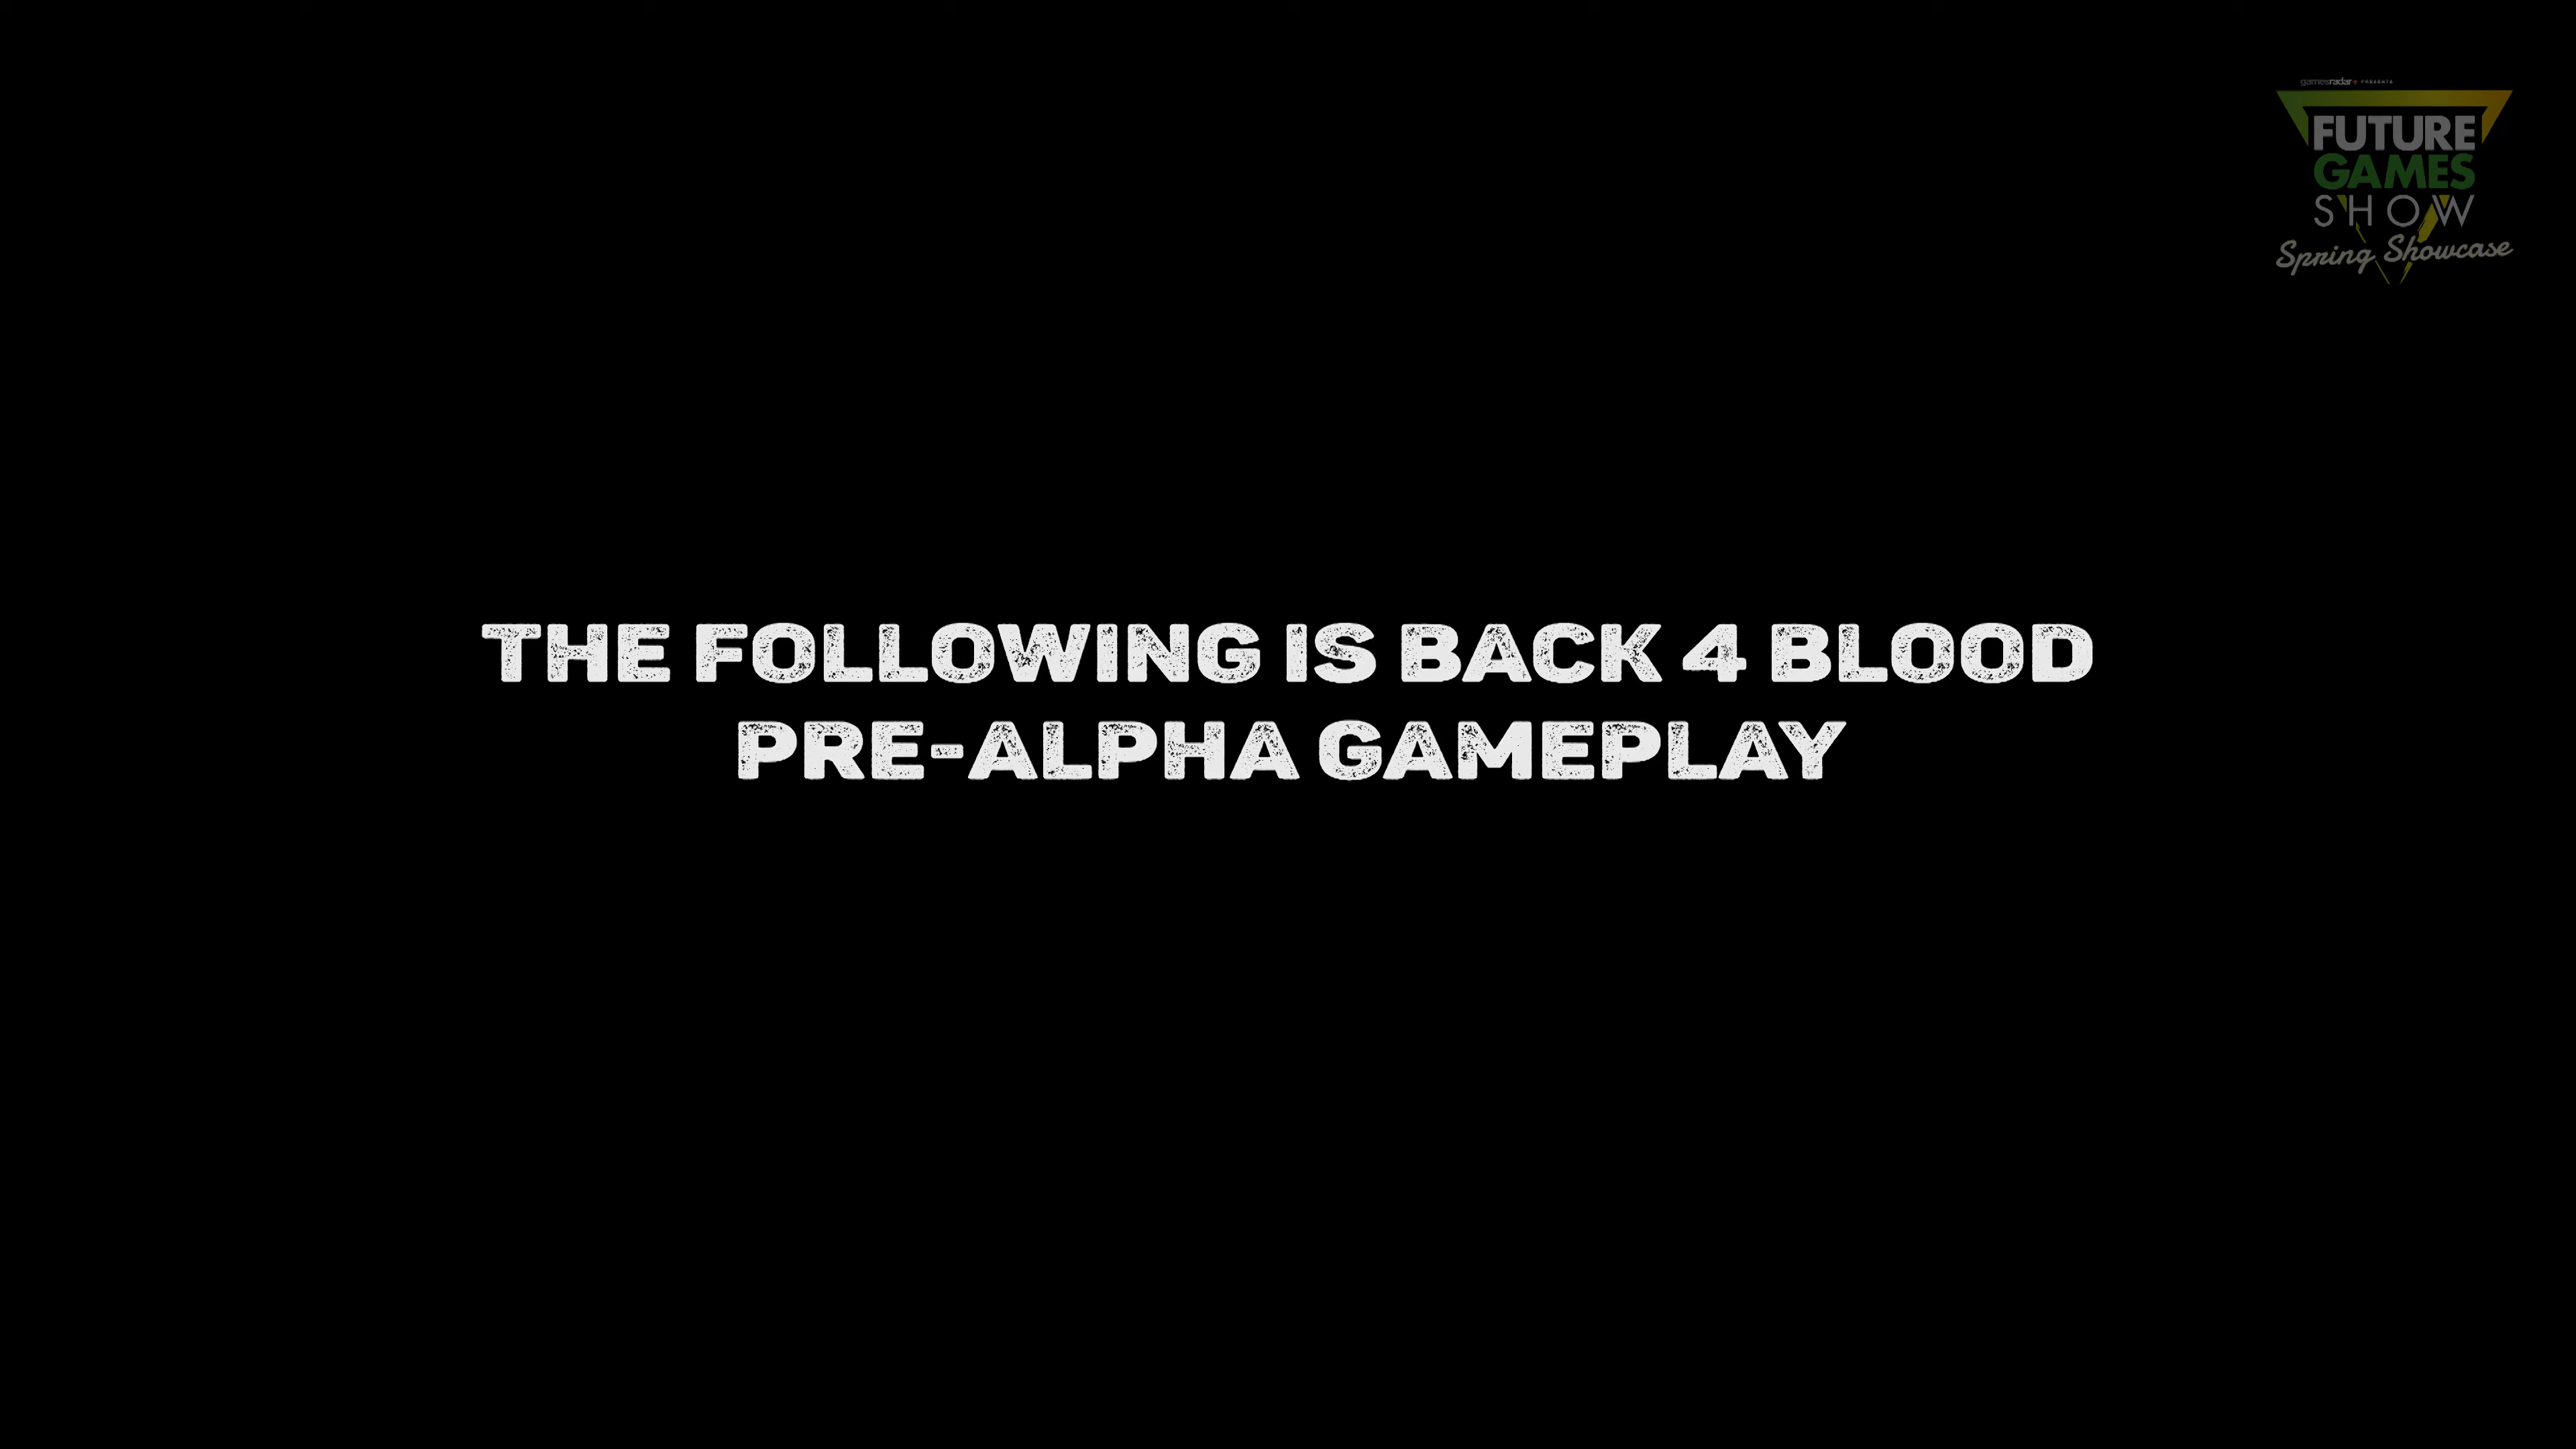 gamesradar+ PRESENTS
FUTURE
GAMES
SHOW
Spring Showcase
THE FOLLOWING IS BACK 4 BLOOD
PRE-ALPHA GAMEPLAY